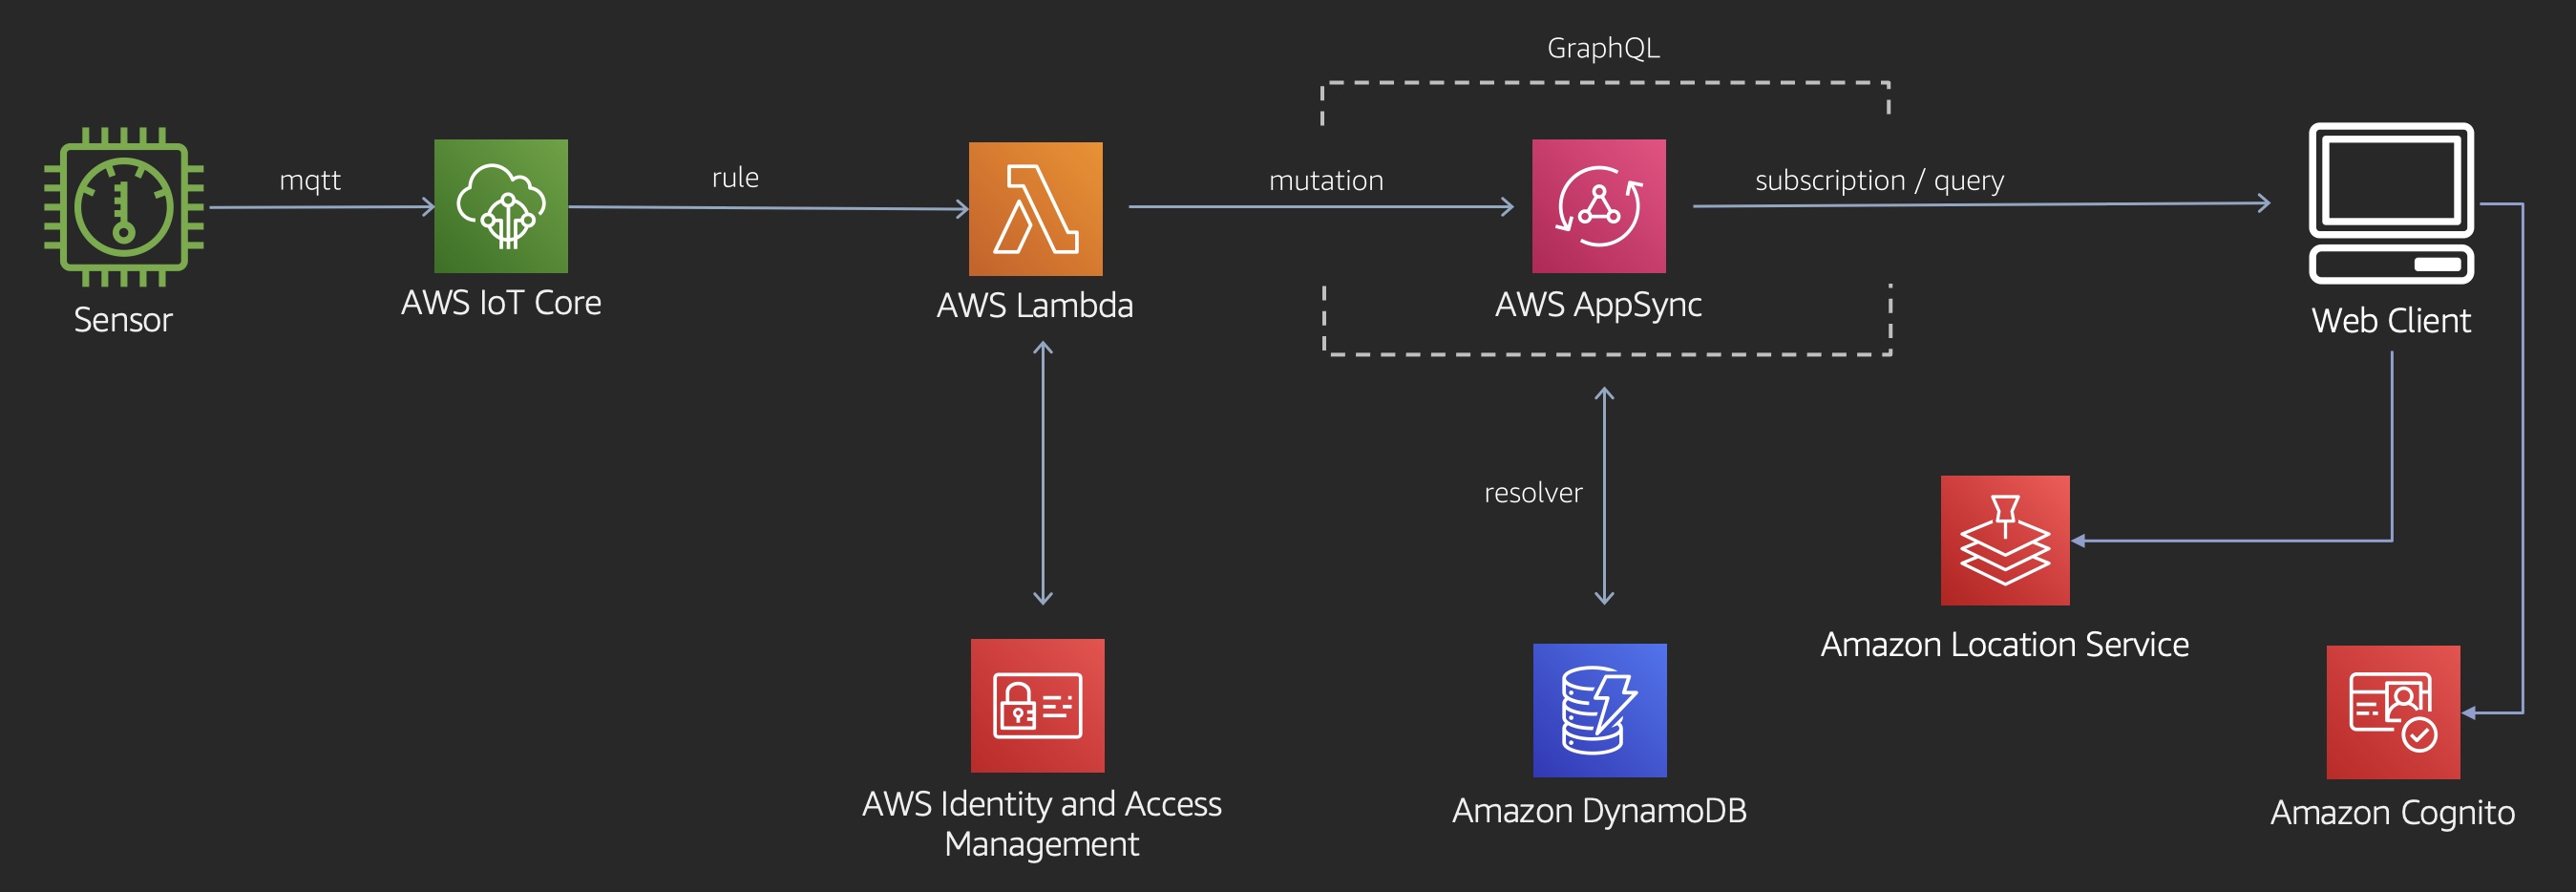 GraphQL
mqtt
rule
mutation
subscription / query
Sensor
AWS IoT Core
AWS Lambda
AWS AppSync
Web Client
resolver
Amazon Location Service
AWS Identity and Access
Management
Amazon DynamoDB
Amazon Cognito